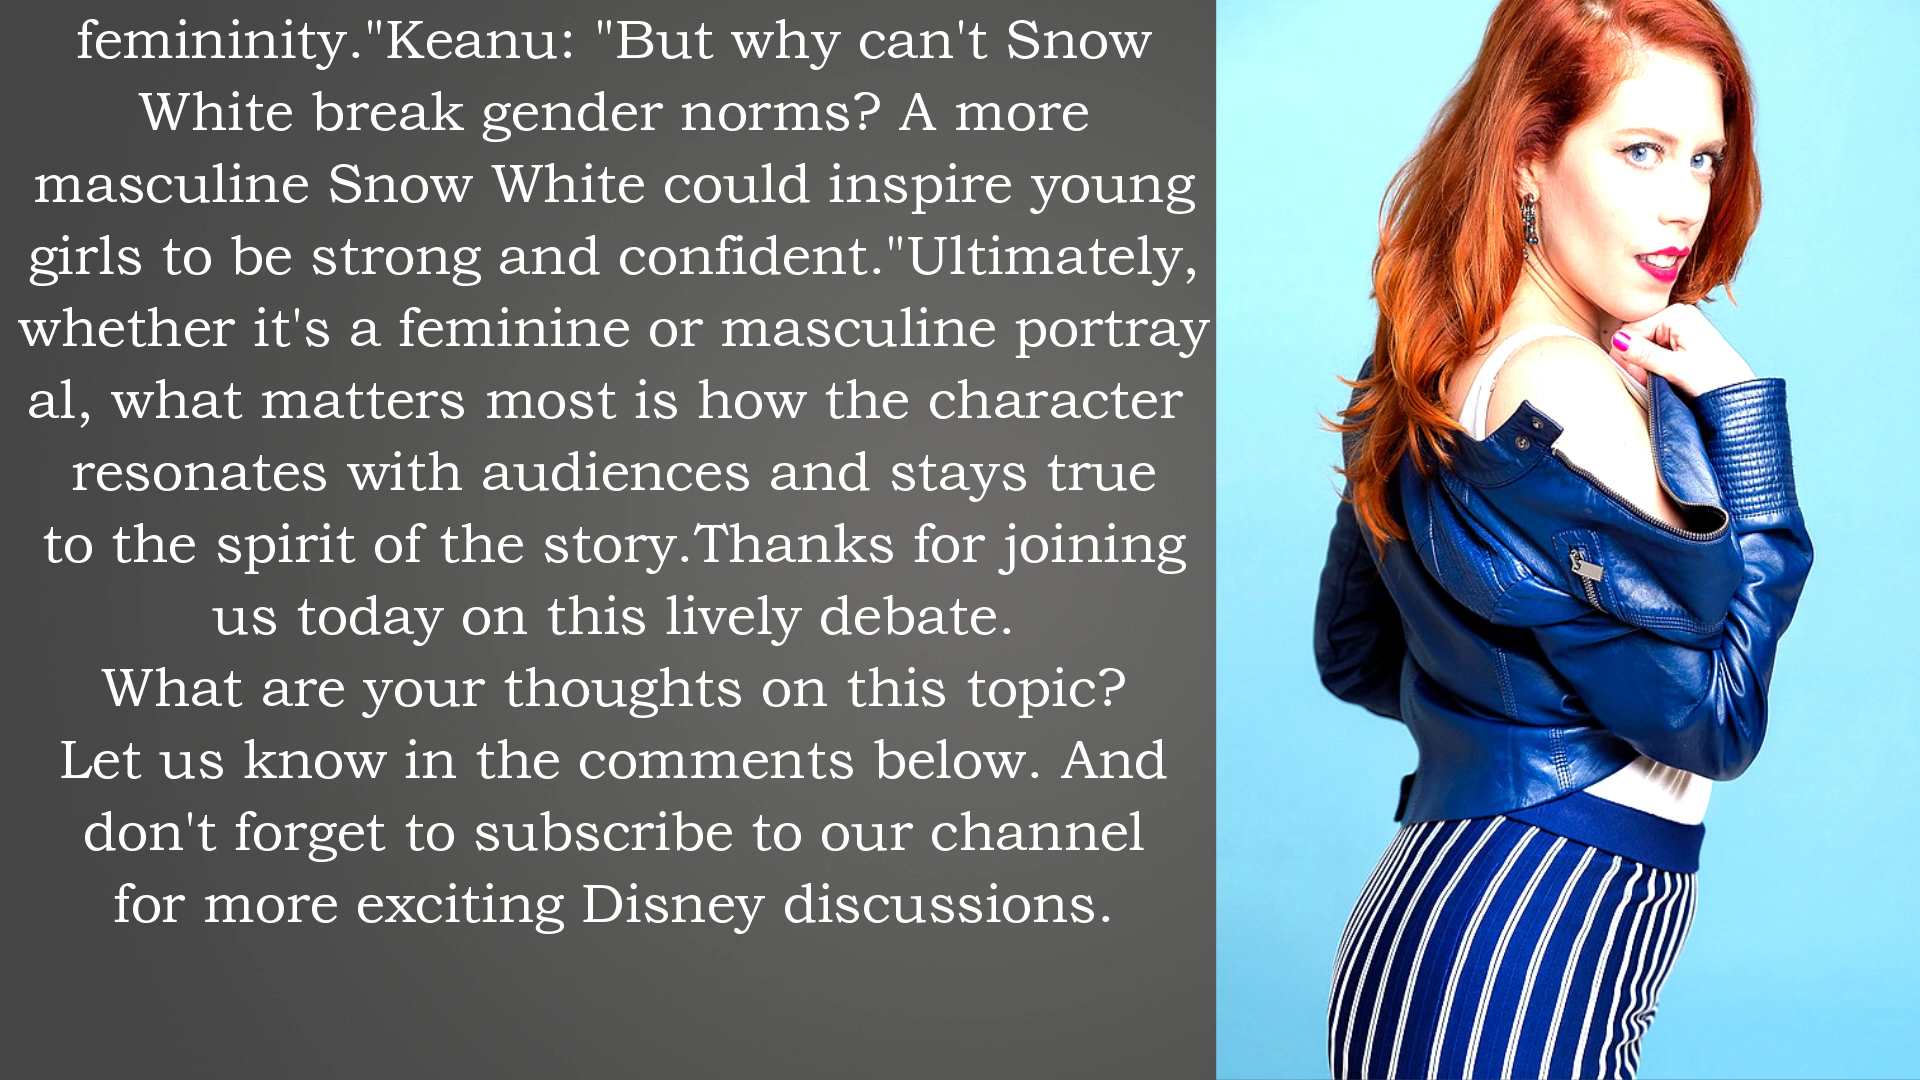 femininity."Keanu: "But why can't Snow
White break gender norms? A more
masculine Snow White could inspire young
girls to be strong and confident."Ultimately,
whether it's a feminine or masculine portray
al, what matters most is how the character
resonates with audiences and stays true
to the spirit of the story.Thanks for joining
us today on this lively debate.
What are your thoughts on this topic?
Let us know in the comments below. And
don't forget to subscribe to our channel
for more exciting Disney discussions.